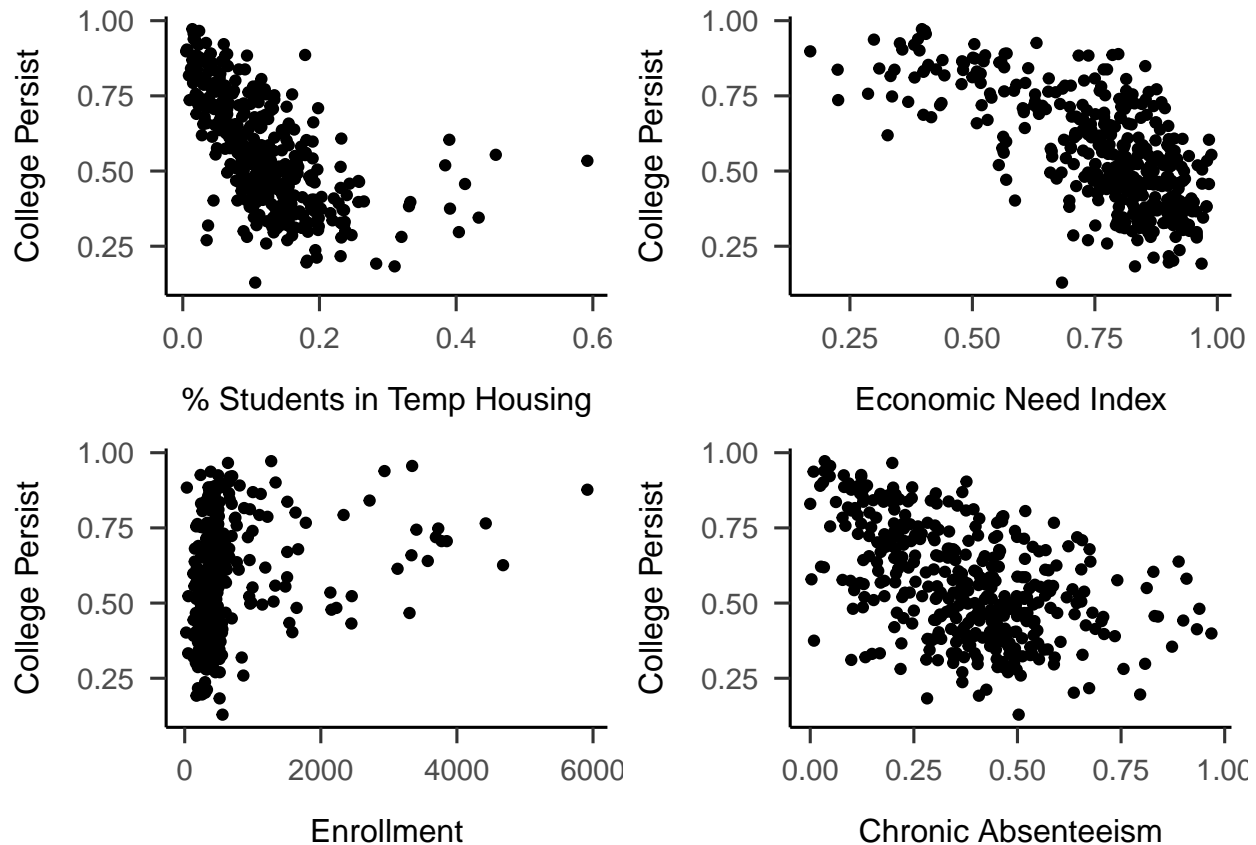 College Persist
1.00
0.75
0.50
0.25
0.0 0.2 0.4 0.6
% Students in Temp Housing
College Persist
1.00
0.75
0.50
0.25
0.25 0.50 0.75 1.00
Economic Need Index
College Persist
1.00
0.75
0.50
0.25
0 2000 4000 6000
Enrollment
College Persist
1.00
0.75
0.50
0.25
0.00 0.25 0.50 0.75 1.00
Chronic Absenteeism